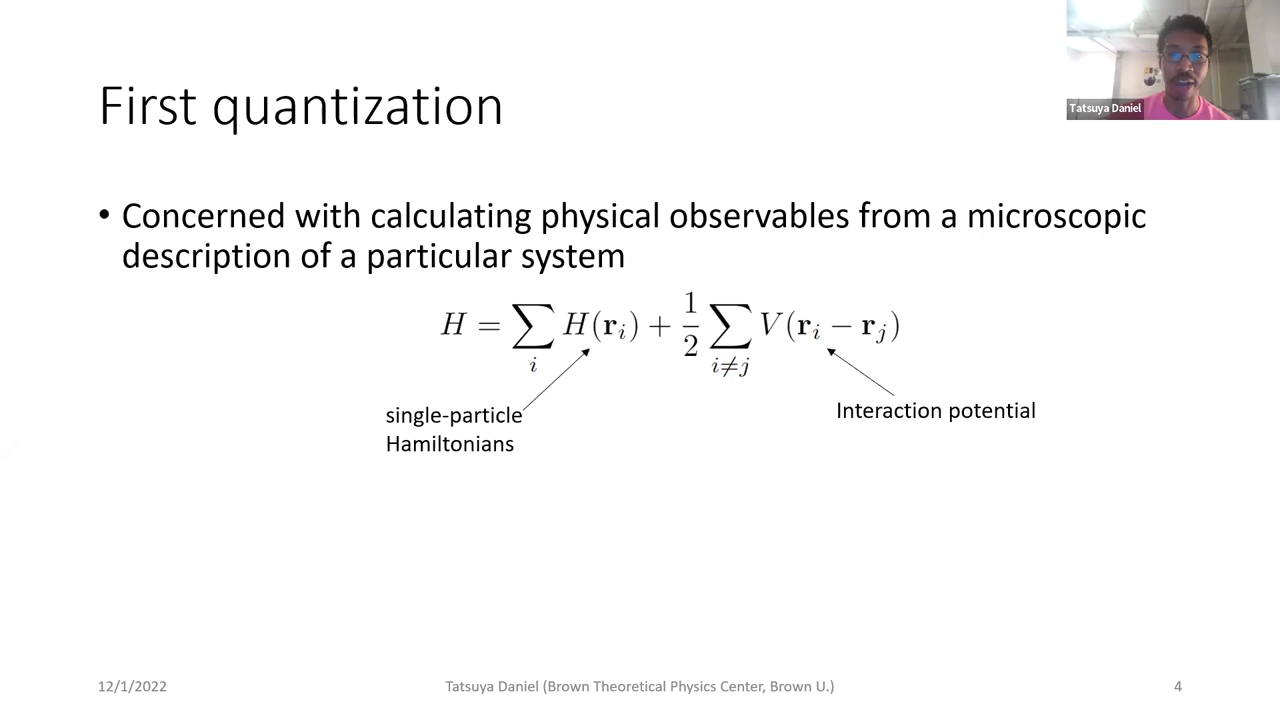 Tatsuya Daniel
First quantization
• Concerned with calculating physical observables from a microscopic
description of a particular system
H = ∑_i H(r_i) + 1/2 ∑_{i≠j} V(r_i − r_j)
single-particle
Hamiltonians
Interaction potential
12/1/2022
Tatsuya Daniel (Brown Theoretical Physics Center, Brown U.)
4